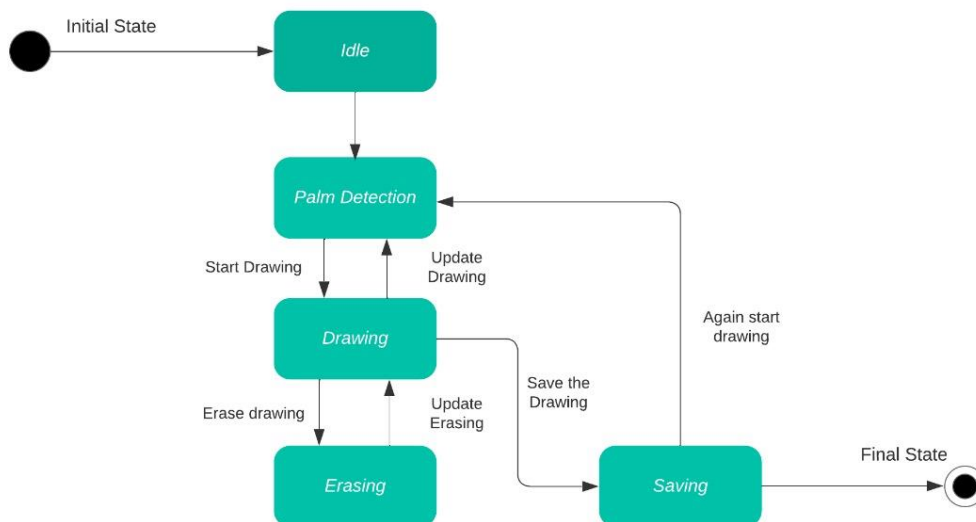 Initial State
Idle
Palm Detection
Start Drawing
Update
Drawing
Again start
drawing
Drawing
Save the
Drawing
Erase drawing
Update
Erasing
Erasing
Saving
Final State